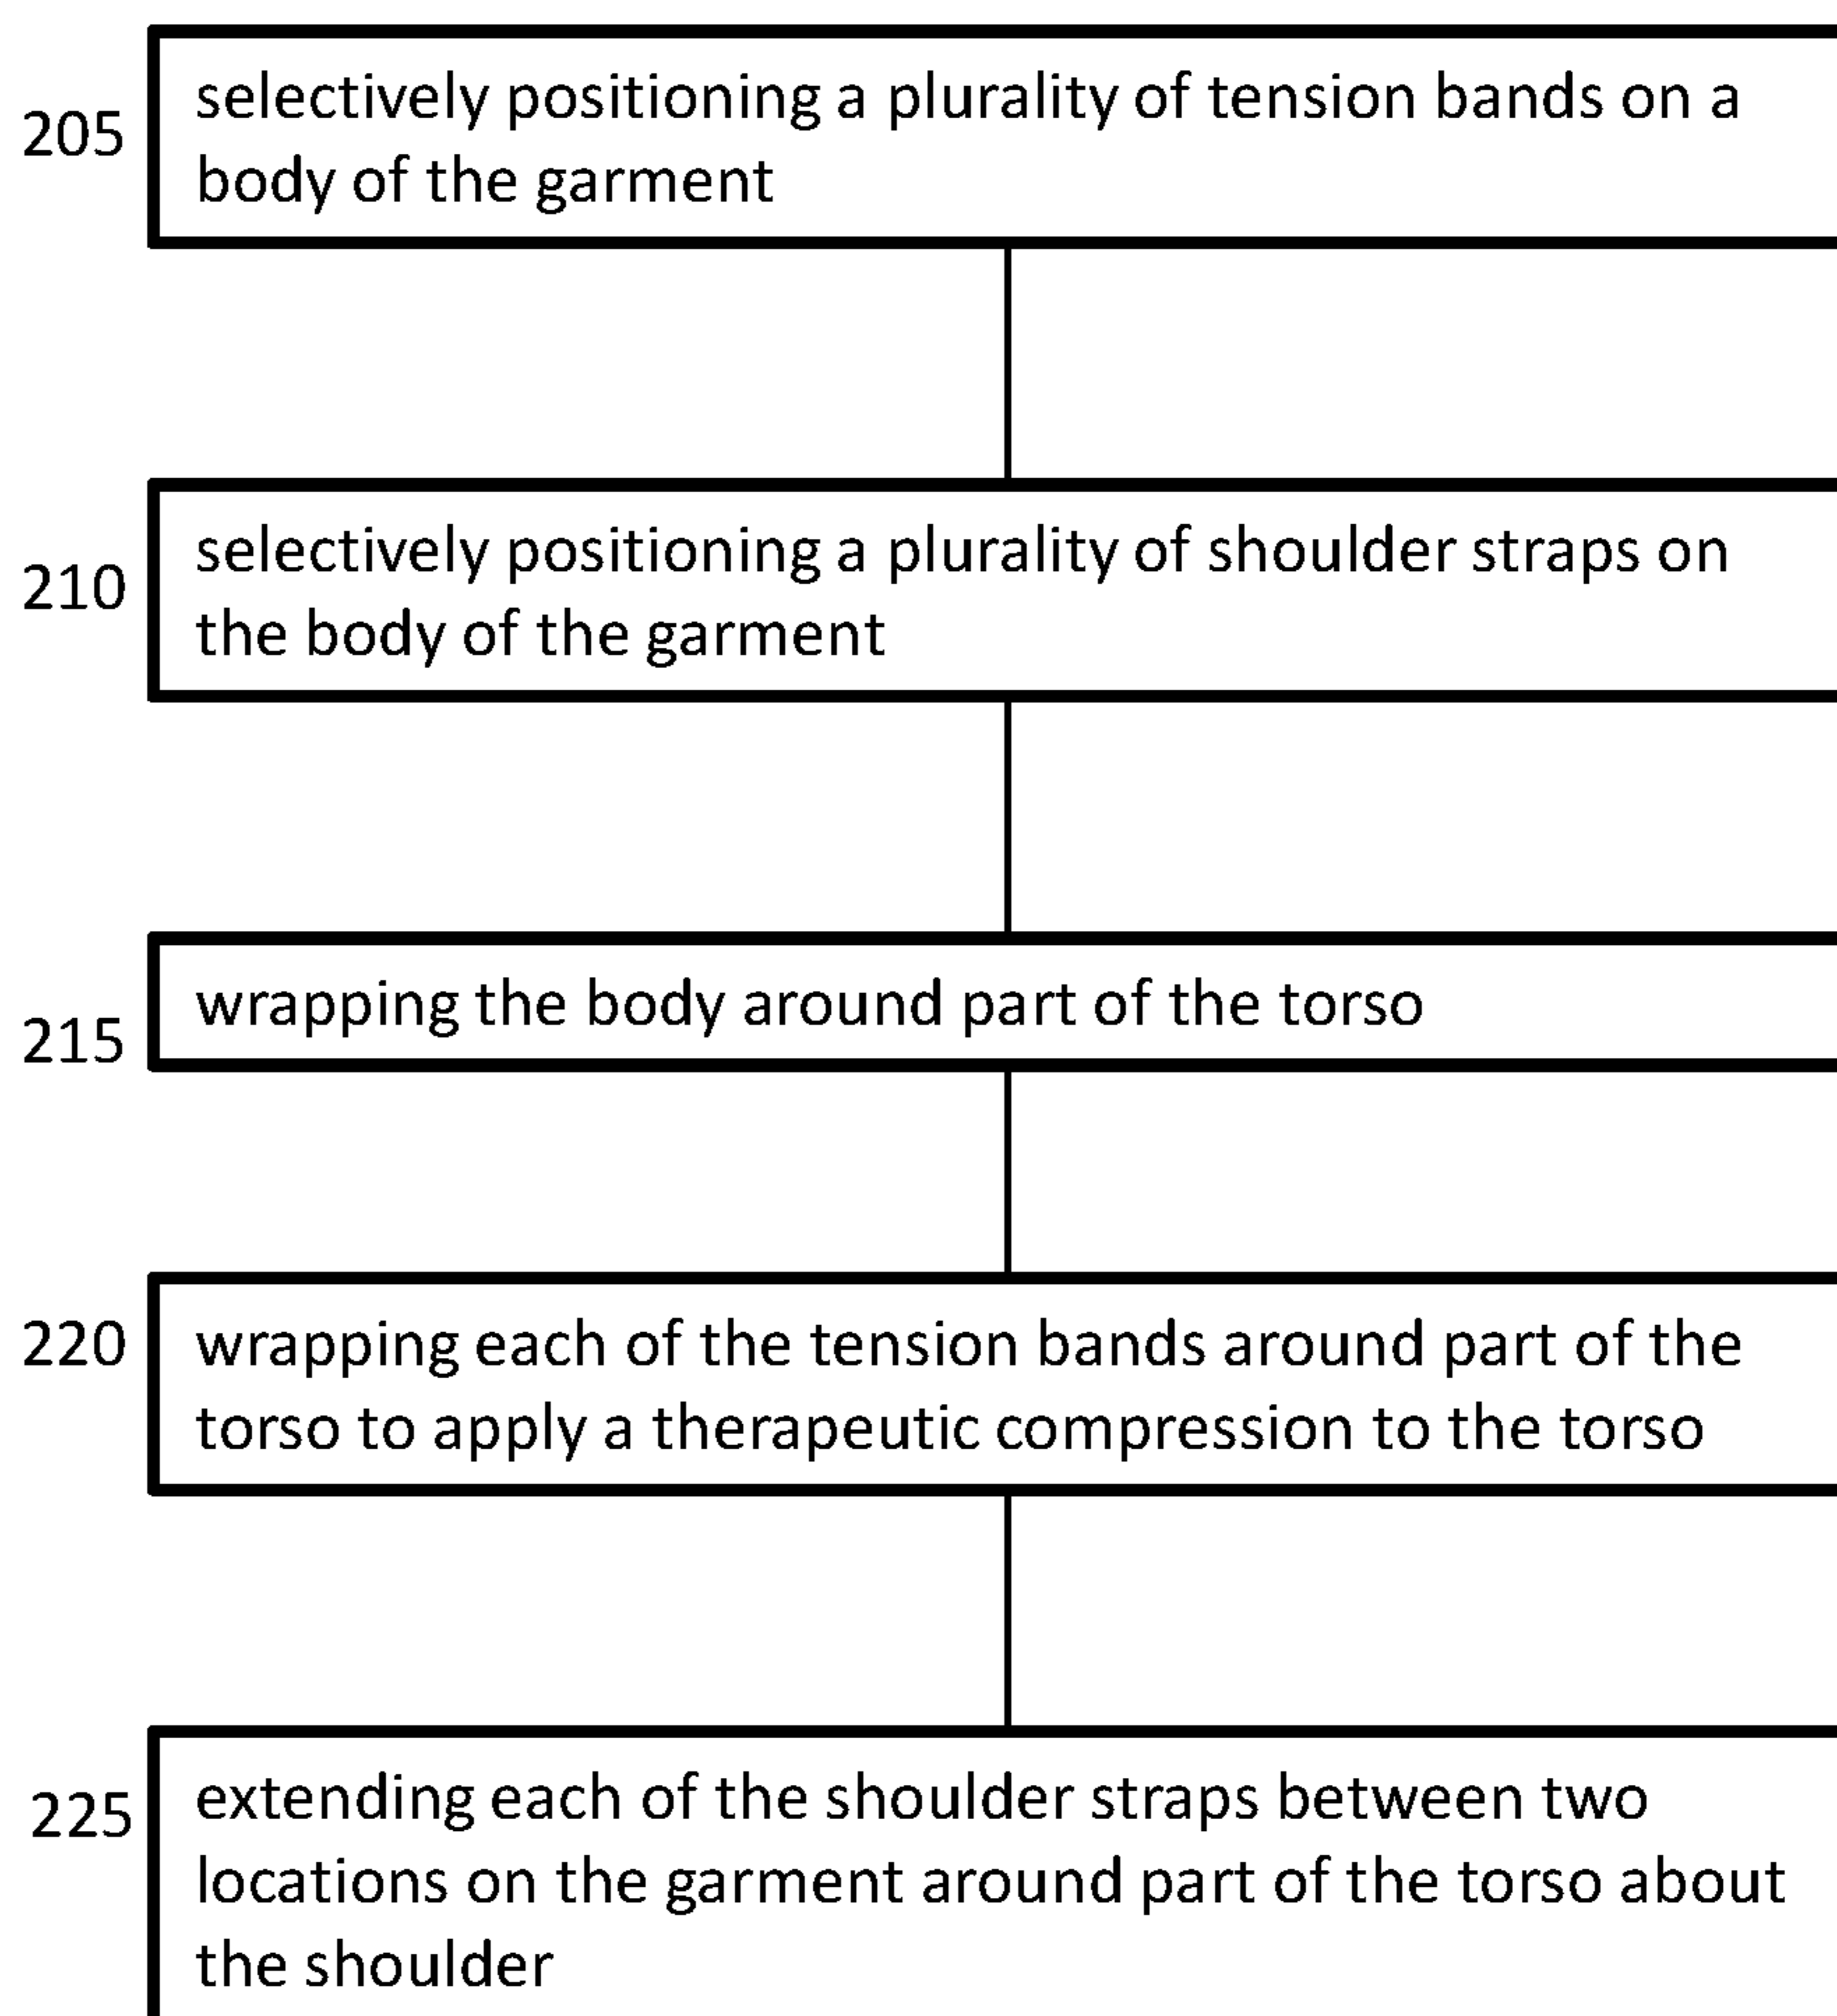 205
selectively positioning a plurality of tension bands on a
body of the garment
210
selectively positioning a plurality of shoulder straps on
the body of the garment
215
wrapping the body around part of the torso
220
wrapping each of the tension bands around part of the
torso to apply a therapeutic compression to the torso
225
extending each of the shoulder straps between two
locations on the garment around part of the torso about
the shoulder